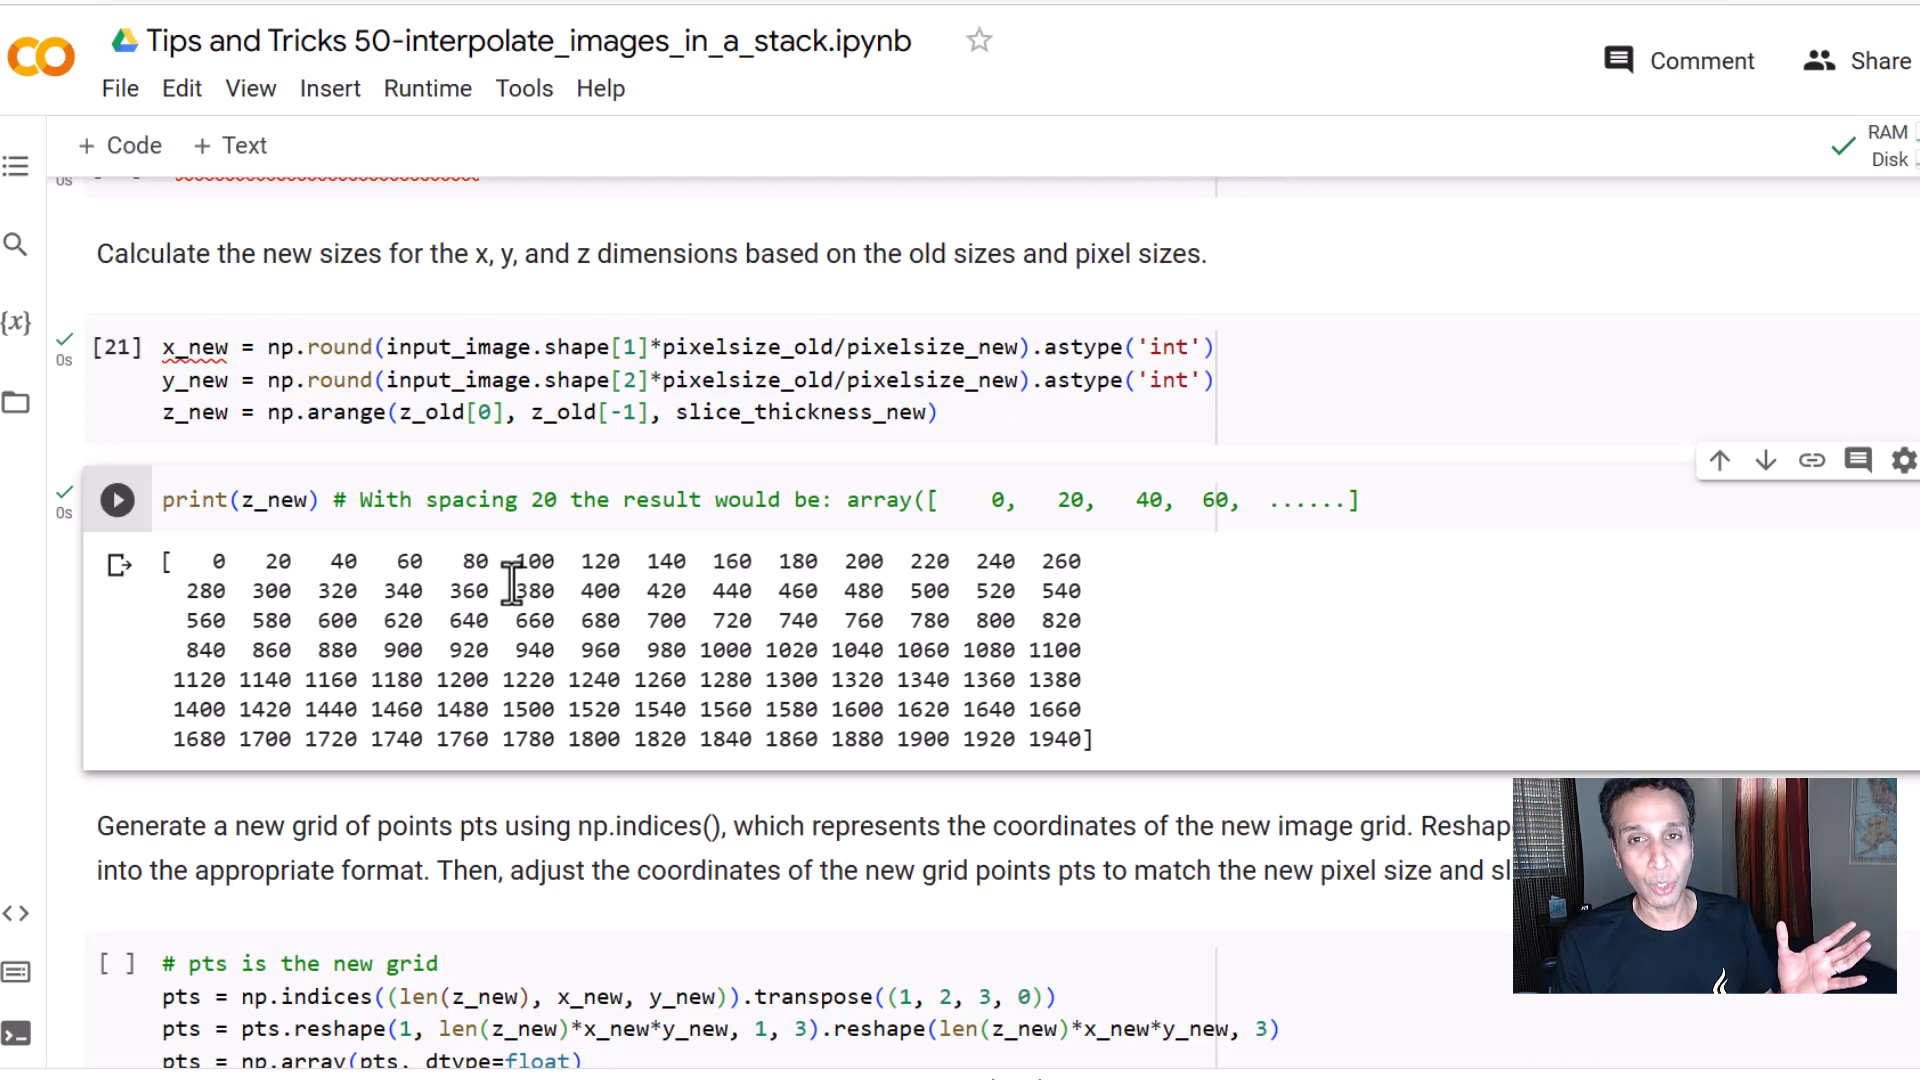 Tips and Tricks 50-interpolate_images_in_a_stack.ipynb
Comment
Share
File Edit View Insert Runtime Tools Help
+ Code + Text
RAM
Disk
0s
Calculate the new sizes for the x, y, and z dimensions based on the old sizes and pixel sizes.
{x}
0s
[21] x_new = np.round(input_image.shape[1]*pixelsize_old/pixelsize_new).astype('int')
y_new = np.round(input_image.shape[2]*pixelsize_old/pixelsize_new).astype('int')
z_new = np.arange(z_old[0], z_old[-1], slice_thickness_new)
0s
print(z_new) # With spacing 20 the result would be: array([ 0, 20, 40, 60, ......]
[ 0 20 40 60 80 100 120 140 160 180 200 220 240 260
280 300 320 340 360 380 400 420 440 460 480 500 520 540
560 580 600 620 640 660 680 700 720 740 760 780 800 820
840 860 880 900 920 940 960 980 1000 1020 1040 1060 1080 1100
1120 1140 1160 1180 1200 1220 1240 1260 1280 1300 1320 1340 1360 1380
1400 1420 1440 1460 1480 1500 1520 1540 1560 1580 1600 1620 1640 1660
1680 1700 1720 1740 1760 1780 1800 1820 1840 1860 1880 1900 1920 1940]
Generate a new grid of points pts using np.indices(), which represents the coordinates of the new image grid. Reshap
into the appropriate format. Then, adjust the coordinates of the new grid points pts to match the new pixel size and sl
[ ] # pts is the new grid
pts = np.indices((len(z_new), x_new, y_new)).transpose((1, 2, 3, 0))
pts = pts.reshape(1, len(z_new)*x_new*y_new, 1, 3).reshape(len(z_new)*x_new*y_new, 3)
pts = np.array(pts, dtype=float)